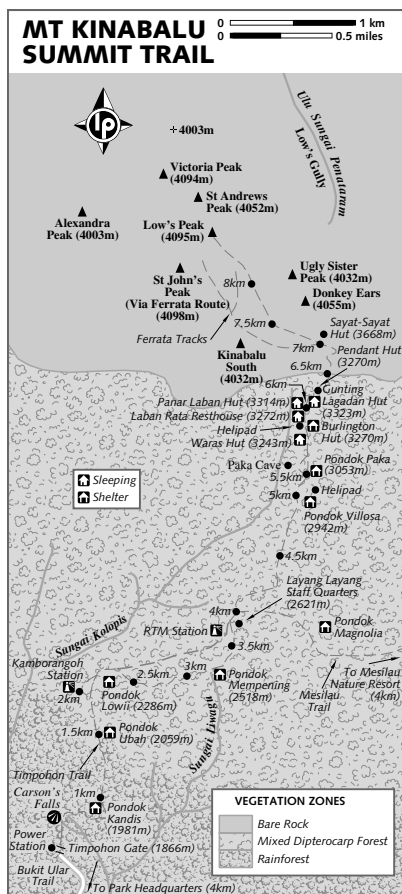 MT KINABALU
SUMMIT TRAIL
0 1 km
0 0.5 miles
lp
4003m
Ulu Sungai Penataram
Low's Gully
Victoria Peak
(4094m)
St Andrews
Peak (4052m)
Alexandra
Peak (4003m)
Low's Peak
(4095m)
St John's
Peak
(Via Ferrata Route)
(4098m)
Ugly Sister
Peak (4032m)
Donkey Ears
(4055m)
8km
Ferrata Tracks
7.5km
Sayat-Sayat
Hut (3668m)
7km
Pendant Hut
(3270m)
Kinabalu
South
(4032m)
6.5km
6km
Gunting
Lagadan Hut
(3323m)
Panar Laban Hut (3314m)
Laban Rata Resthouse (3272m)
Helipad
Burlington
Hut (3270m)
Waras Hut (3243m)
Paka Cave
Pondok Paka
(3053m)
5.5km
Sleeping
Shelter
5km
Helipad
Pondok Villosa
(2942m)
4.5km
Layang Layang
Staff Quarters
(2621m)
Sungai Kolopis
4km
RTM Station
Pondok
Magnolia
3.5km
Kamborangoh
Station
2.5km
3km
Pondok
Mempening
(2518m)
To Mesilau
Nature Resort
(4km)
Mesilau
Trail
2km
Pondok
Lowii (2286m)
Sungai Liwagu
1.5km
Pondok
Ubah (2059m)
Timpohon Trail
Carson's
Falls
1km
Pondok
Kandis
(1981m)
VEGETATION ZONES
Bare Rock
Mixed Dipterocarp Forest
Rainforest
Power
Station
Timpohon Gate (1866m)
Bukit Ular
Trail
To Park Headquarters (4km)